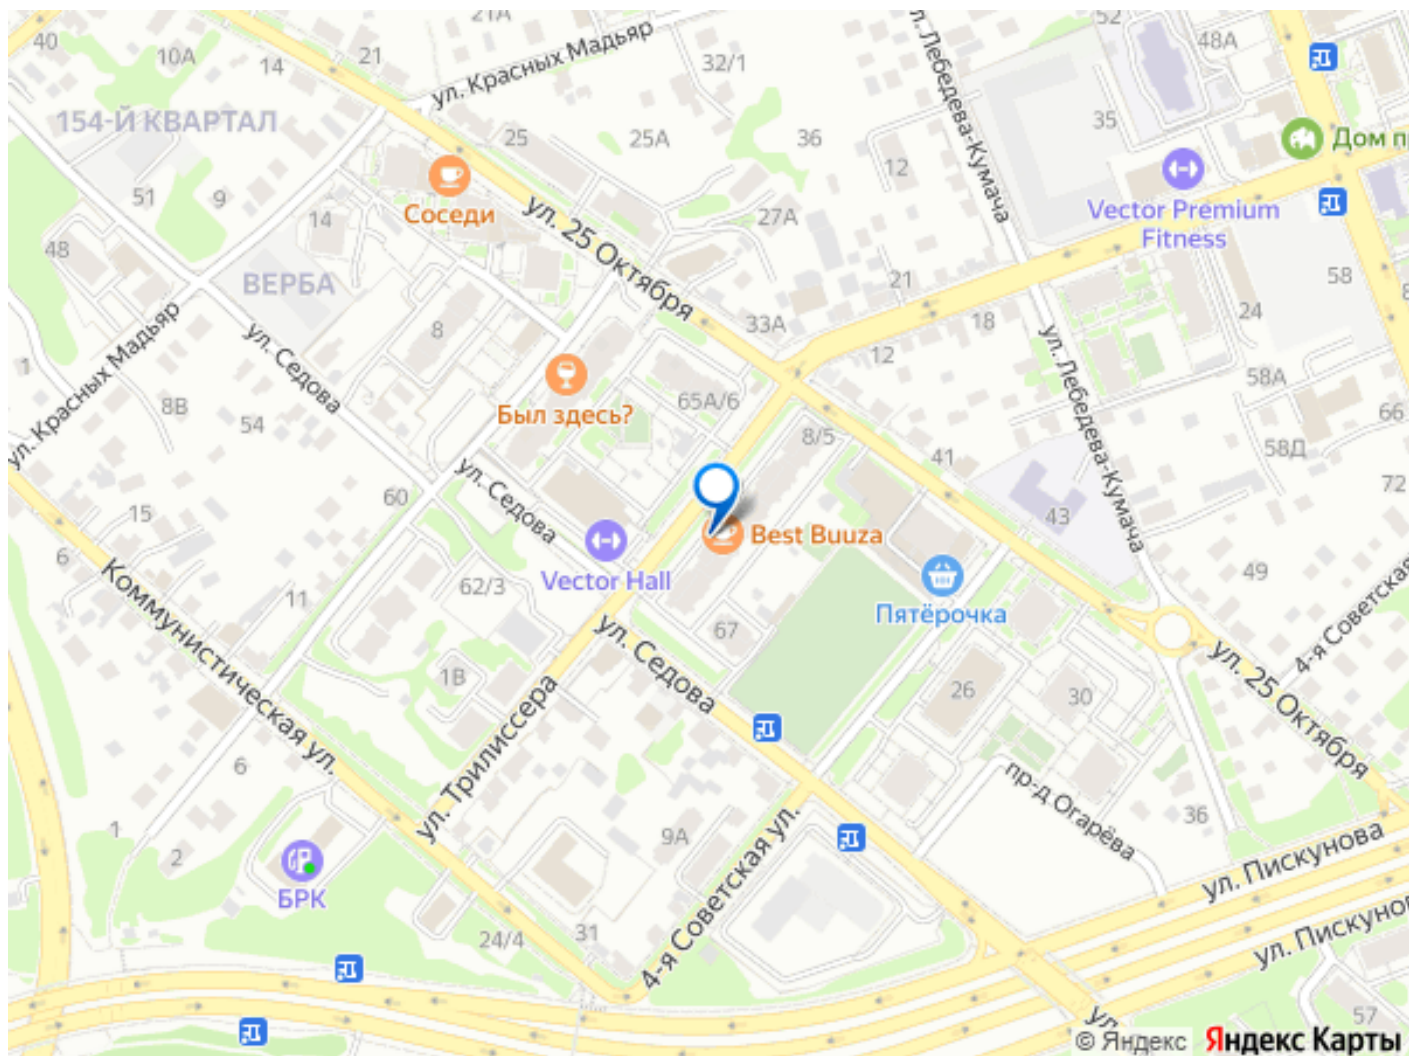 21А
52
40
10А
21
48А
14
ул. Красных Мадьяр
32/1
ул. Лебедева-Кумача
154-Й КВАРТАЛ
25
25А
36
35
Дом п
12
51
9
Соседи
Vector Premium
Fitness
14
ул. 25 Октября
27А
48
ВЕРБА
21
58
8
33А
18
24
ул. Седова
ул. Красных Мадьяр
1
12
ул. Лебедева-Кумача
58А
8В
54
Был здесь?
65А/6
66
8/5
41
58Д
60
ул. Седова
72
15
43
Best Buuza
6
Vector Hall
49
62/3
11
Пятёрочка
4-я Советская
Коммунистическая ул.
67
ул. Седова
ул. 25 Октября
1В
26
30
ул. Трилиссера
6
пр-д Огарёва
1
2
9А
36
БРК
4-я Советская ул.
ул. Пискунова
24/4
31
ул. Пискуно
57
ул.
© Яндекс
Яндекс Карты